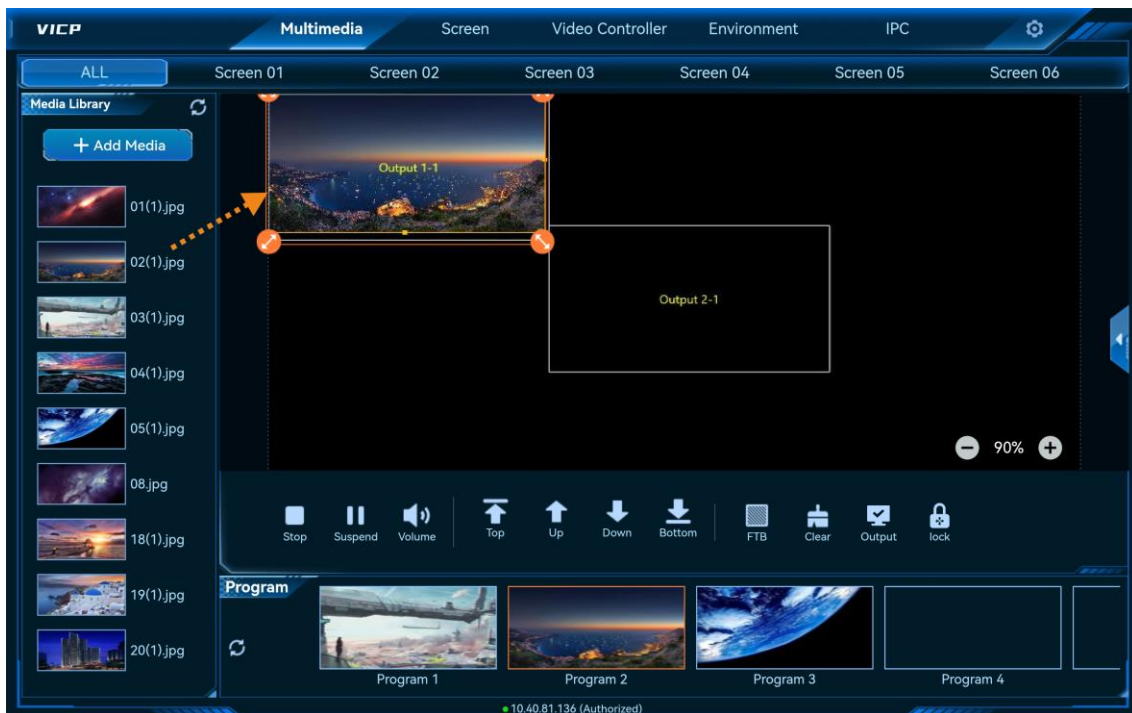 VICP
Multimedia
Screen
Video Controller
Environment
IPC
ALL
Screen 01
Screen 02
Screen 03
Screen 04
Screen 05
Screen 06
Media Library
+ Add Media
01(1).jpg
02(1).jpg
03(1).jpg
04(1).jpg
05(1).jpg
08.jpg
18(1).jpg
19(1).jpg
20(1).jpg
Output 1-1
Output 2-1
90%
Stop
Suspend
Volume
Top
Up
Down
Bottom
FTB
Clear
Output
lock
Program
Program 1
Program 2
Program 3
Program 4
10.40.81.136 (Authorized)